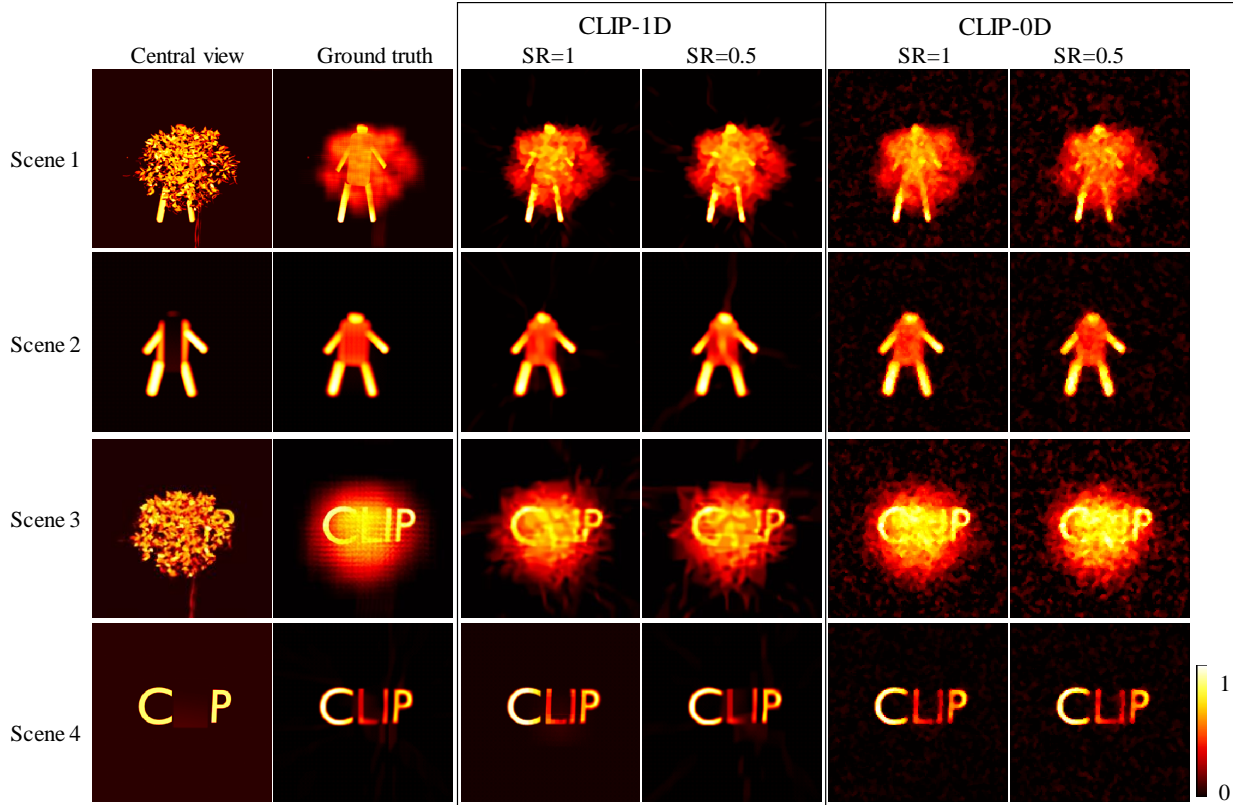 CLIP-1D CLIP-0D
Central view Ground truth SR=1 SR=0.5 SR=1 SR=0.5
Scene 1
Scene 2
Scene 3
P
CLIP CLIP CLIP CLIP CLIP
Scene 4
C P CLIP CLIP CLIP CLIP CLIP
1
0